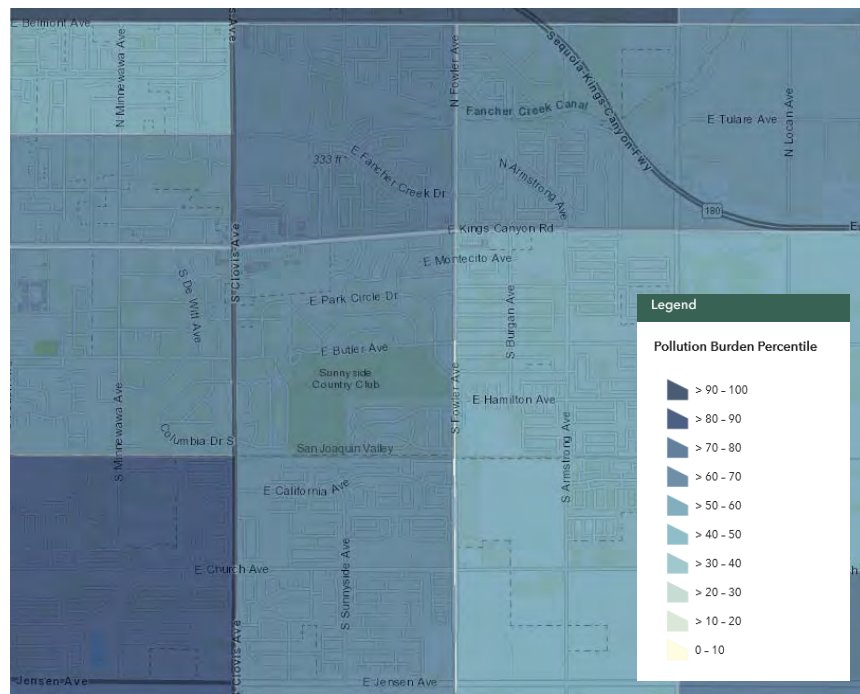 E Belmont Ave
N Minnewawa Ave
N Fowler Ave
Sequoia-Kings-Canyon-Fwy
Fancher Creek Canal
E Tulare Ave
N Locan Ave
333 ft
E Fancher Creek Dr
N Armstrong Ave
180
E Kings Canyon Rd
S Clovis Ave
E Montecito Ave
S De Witt Ave
E Park Circle Dr
S Burgan Ave
E Butler Ave
Sunnyside
Country Club
S Minnewawa Ave
S Fowler Ave
E Hamilton Ave
Columbia Dr S
San Joaquin Valley
S Armstrong Ave
E California Ave
E Church Ave
S Sunnyside Ave
Clovis Ave
Jensen Ave
E Jensen Ave
Legend
Pollution Burden Percentile
> 90 - 100
> 80 - 90
> 70 - 80
> 60 - 70
> 50 - 60
> 40 - 50
> 30 - 40
> 20 - 30
> 10 - 20
0 - 10